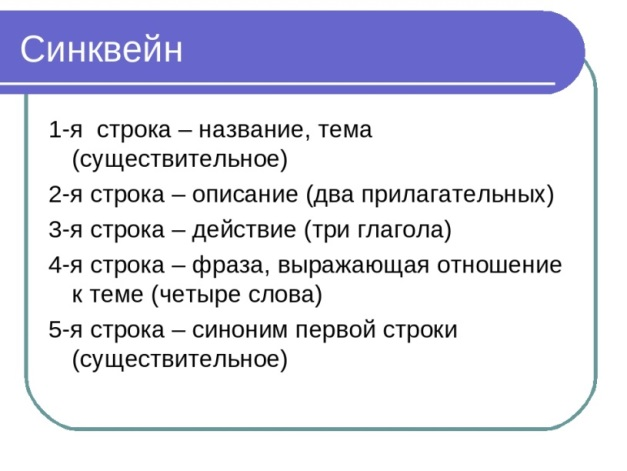 Синквейн
1-я строка – название, тема
(существительное)
2-я строка – описание (два прилагательных)
3-я строка – действие (три глагола)
4-я строка – фраза, выражающая отношение
к теме (четыре слова)
5-я строка – синоним первой строки
(существительное)